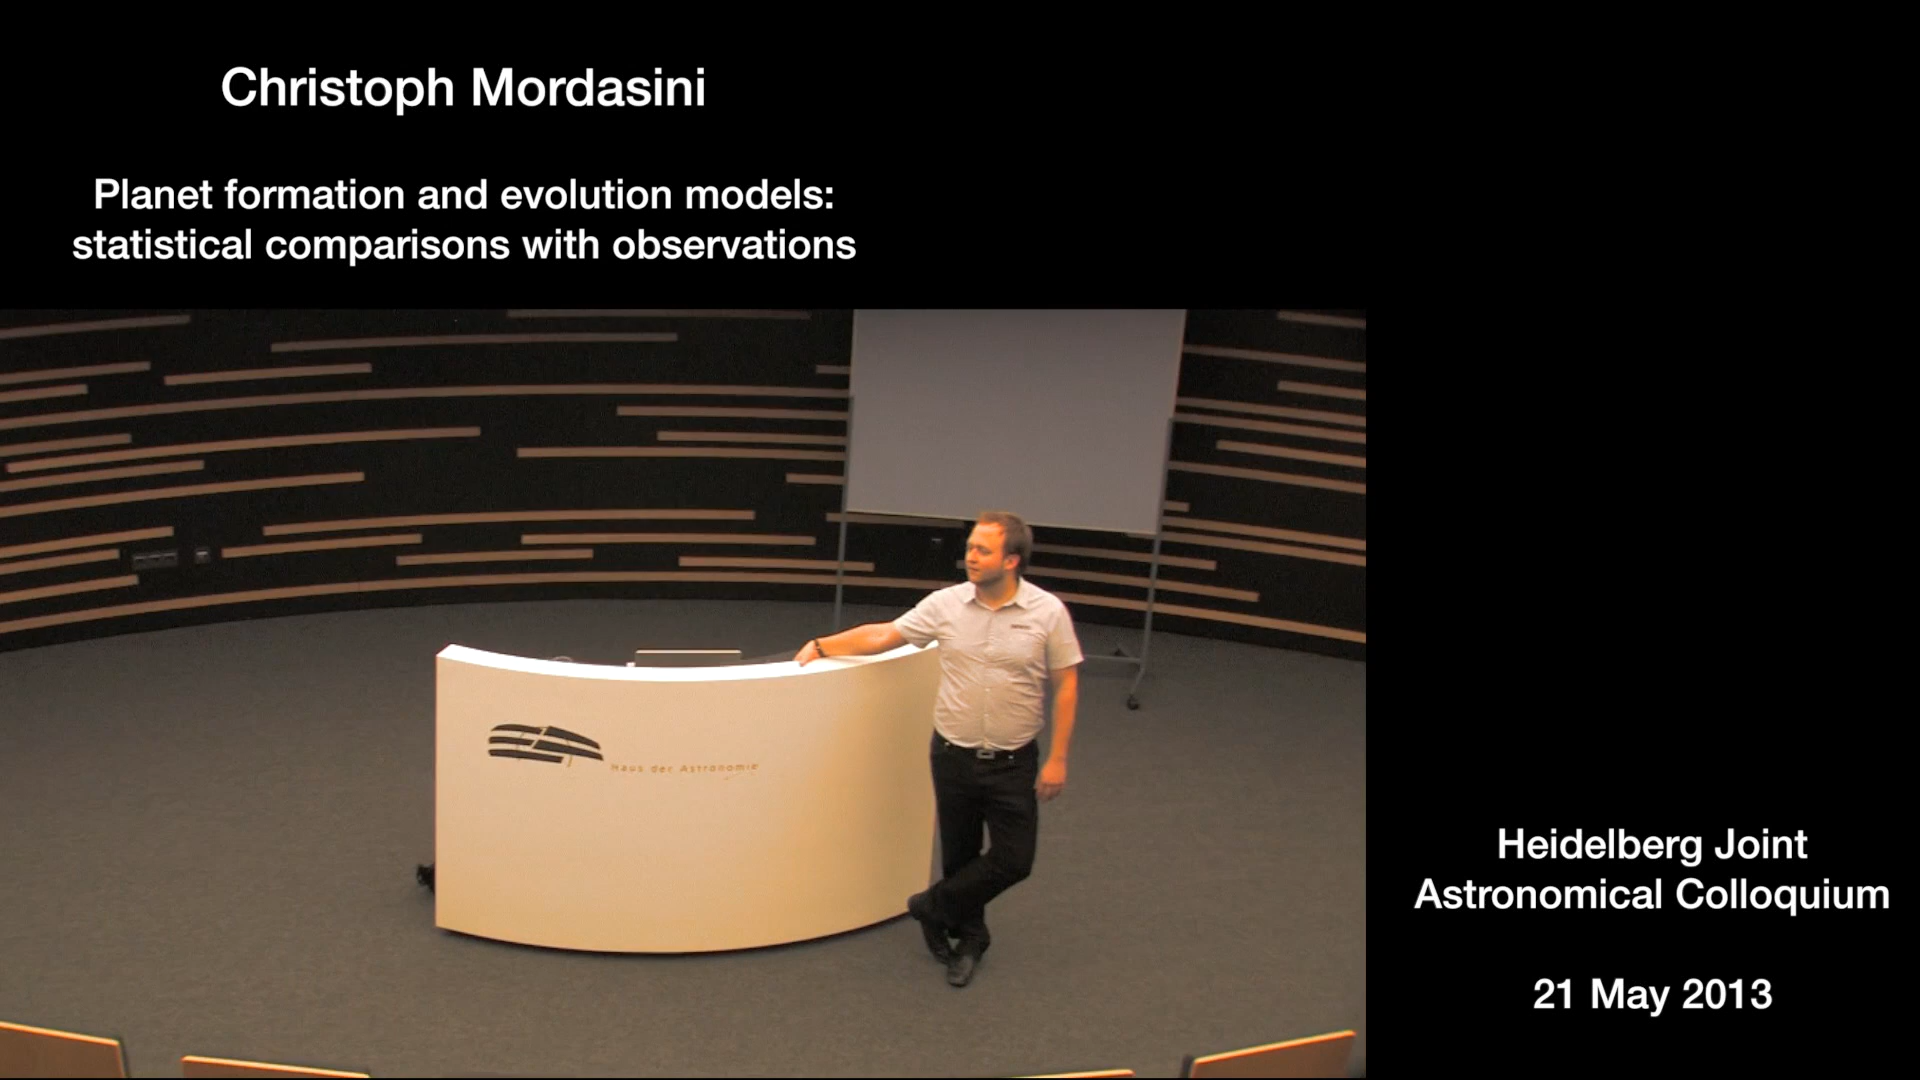 Christoph Mordasini
Planet formation and evolution models:
statistical comparisons with observations
Haus der Astronomie
Heidelberg Joint
Astronomical Colloquium
21 May 2013